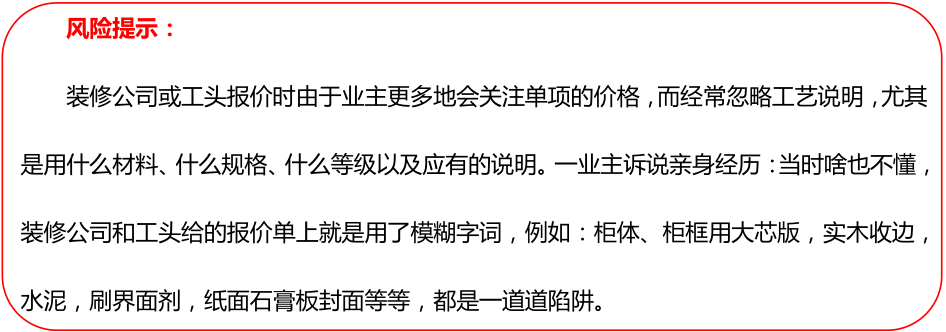 风险提示：
装修公司或工头报价时由于业主更多地会关注单项的价格，而经常忽略工艺说明，尤其
是用什么材料、什么规格、什么等级以及应有的说明。一业主诉说亲身经历：当时啥也不懂，
装修公司和工头给的报价单上就是用了模糊字词，例如：柜体、柜框用大芯版，实木收边，
水泥，刷界面剂，纸面石膏板封面等等，都是一道道陷阱。